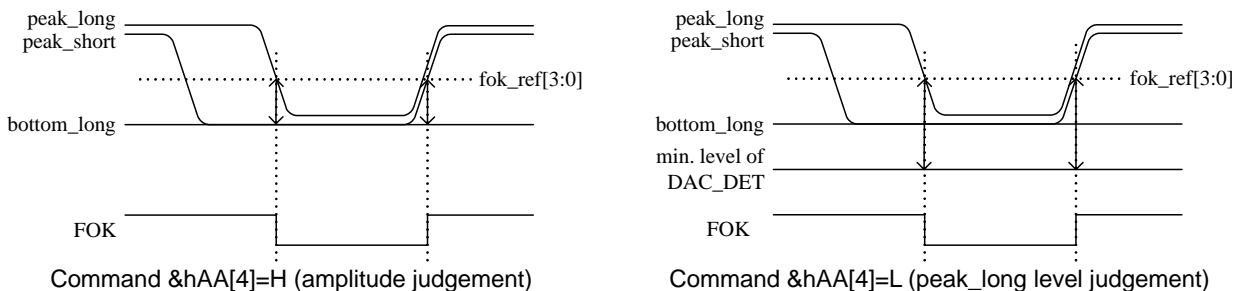 peak_long
peak_short
fok_ref[3:0]
bottom_long
FOK
Command &hAA[4]=H (amplitude judgement)
peak_long
peak_short
fok_ref[3:0]
bottom_long
min. level of
DAC_DET
FOK
Command &hAA[4]=L (peak_long level judgement)